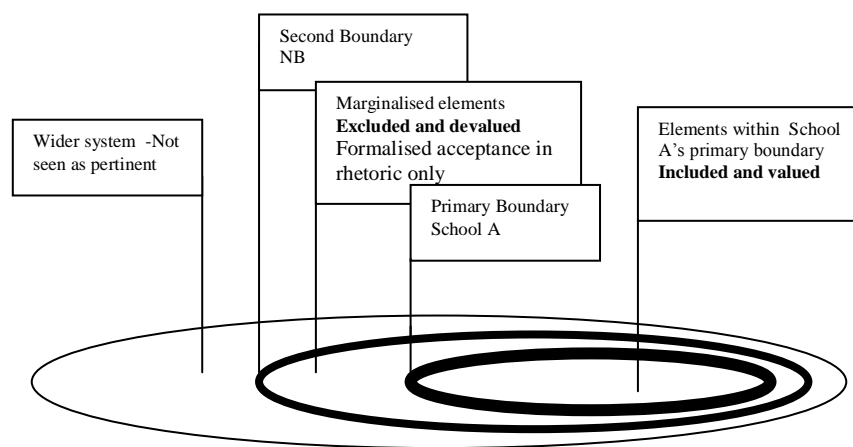 Second Boundary
NB
Marginalised elements
Excluded and devalued
Formalised acceptance in
rhetoric only
Wider system -Not
seen as pertinent
Elements within School
A's primary boundary
Included and valued
Primary Boundary
School A